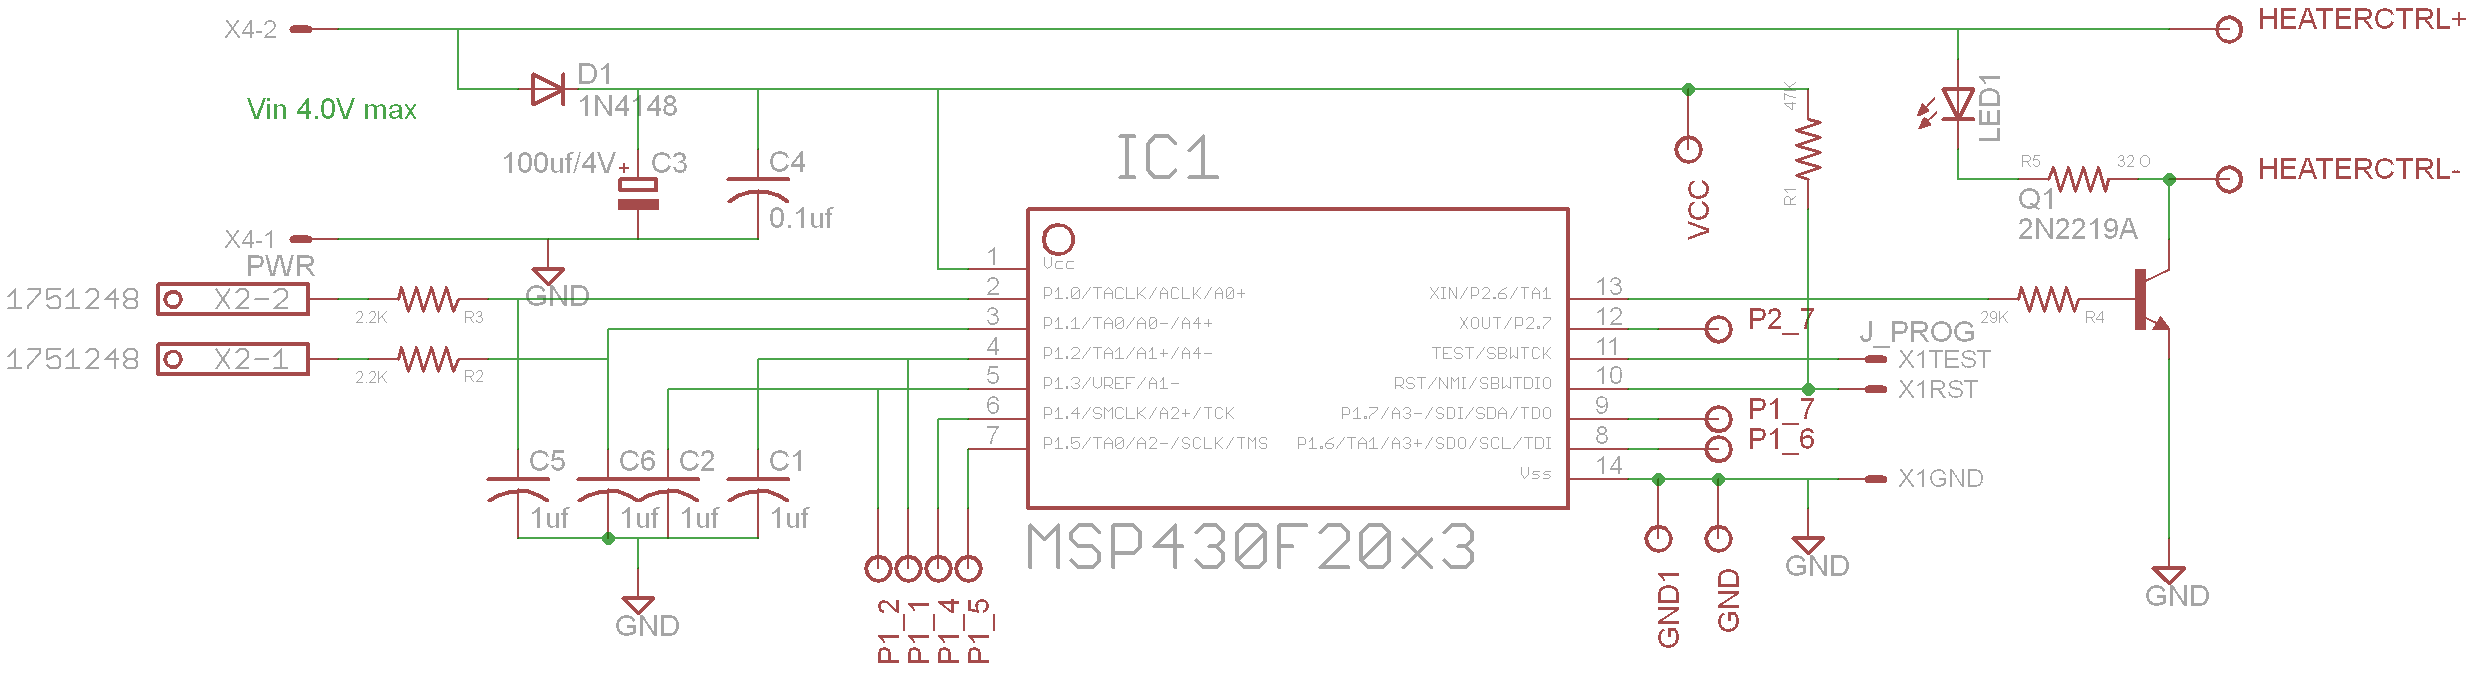 X4-2
HEATERCTRL+
D1
1N4148
Vin 4.0V max
47K
LED1
IC1
100uf/4V+
C3
C4
0.1uf
VCC
R1
R5
32O
HEATERCTRL-
Q1
2N2219A
X4-1
PWR
GND
1751248
X2-2
2.2K
R3
1751248
X2-1
2.2K
R2
1
Vcc
2
P1.0/TACLK/ACLK/A0+
3
P1.1/TA0/A0-/A4+
4
P1.2/TA1/A1+/A4-
5
P1.3/VREF/A1-
6
P1.4/SMCLK/A2+/TCK
7
P1.5/TA0/A2-/SCLK/TMS
XIN/P2.6/TA1
13
XOUT/P2.7
12
TEST/SBWTCK
11
RST/NMI/SBWTDIO
10
P1.7/A3-/SDI/SDA/TDO
9
P1.6/TA1/A3+/SDO/SCL/TDI
8
Vss
14
P2_7
J_PROG
29K
R4
X1TEST
X1RST
P1_7
P1_6
X1GND
C5
1uf
C6
1uf
C2
1uf
C1
1uf
MSP430F20x3
GND
P1_2
P1_1
P1_4
P1_5
GND1
GND
GND
GND